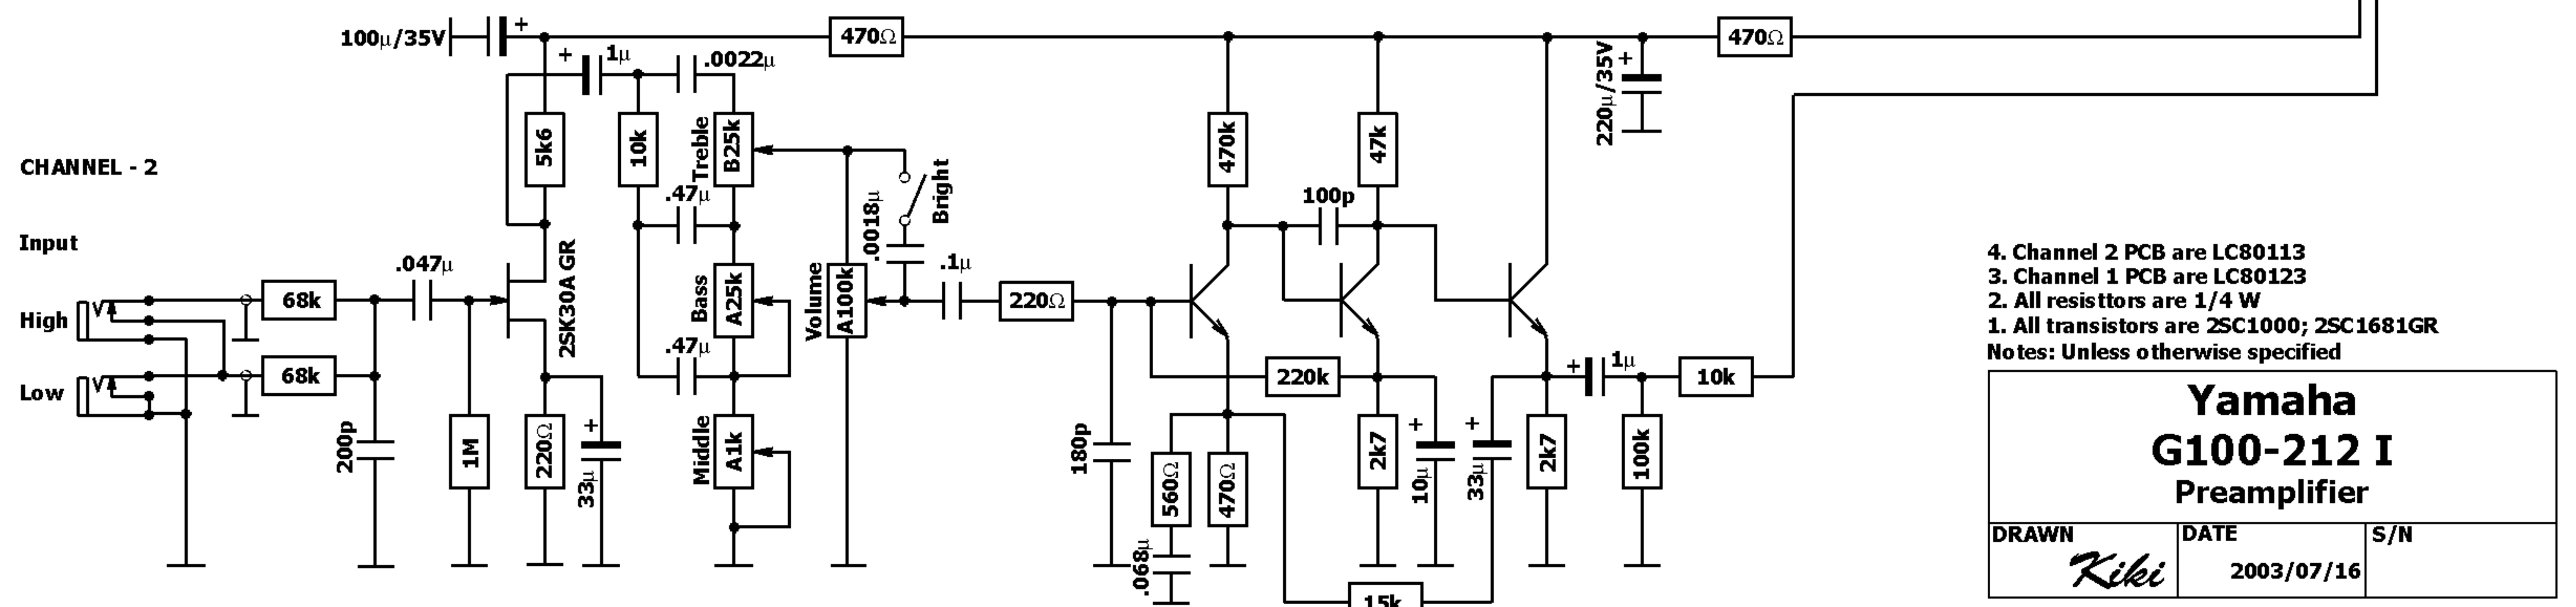 100µ/35V
+
470Ω
470Ω
+
1µ
.0022µ
220µ/35V
+
5k6
10k
Treble
B25k
470k
47k
CHANNEL - 2
.47µ
100p
.0018µ
Bright
Input
.047µ
2SK30A GR
Bass
A25k
Volume
A100k
.1µ
4. Channel 2 PCB are LC80113
3. Channel 1 PCB are LC80123
2. All resisttors are 1/4 W
1. All transistors are 2SC1000; 2SC1681GR
Notes: Unless otherwise specified
High
V
68k
220Ω
.47µ
Low
V
68k
220k
+
1µ
10k
200p
1M
220Ω
+
33µ
Middle
A1k
180p
560Ω
470Ω
2k7
+
10µ
+
33µ
2k7
100k
.068µ
15k
Yamaha
G100-212 I
Preamplifier
DRAWN
DATE
S/N
Kiki
2003/07/16